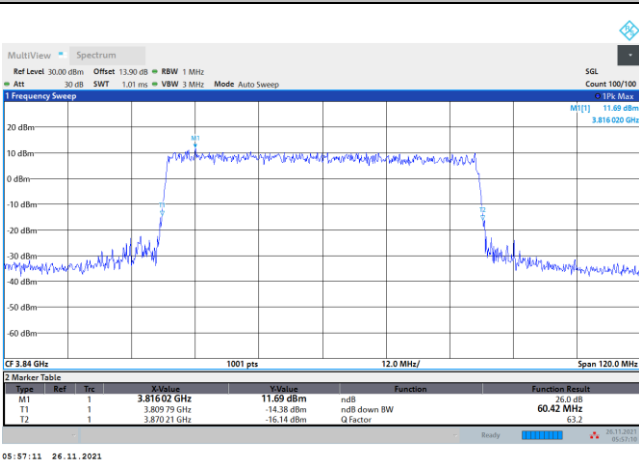 MultiView Spectrum
Ref Level 30.00 dBm Offset 13.90 dB RBW 1 MHz SGL
Att 30 dB SWT 1.01 ms VBW 3 MHz Mode Auto Sweep Count 100/100
1 Frequency Sweep 1Pk Max
M1[1] 11.69 dBm
3.816 020 GHz
20 dBm
M1
10 dBm
0 dBm
-10 dBm
T1
T2
-20 dBm
-30 dBm
-40 dBm
-50 dBm
-60 dBm
CF 3.84 GHz 1001 pts 12.0 MHz/ Span 120.0 MHz
2 Marker Table
Type Ref Trc X-Value Y-Value Function Function Result
M1 1 3.81602 GHz 11.69 dBm ndB 26.0 dB
T1 1 3.809 79 GHz -14.38 dBm ndB down BW 60.42 MHz
T2 1 3.870 21 GHz -16.14 dBm Q Factor 63.2
Ready 26.11.2021
05:57:10
05:57:11 26.11.2021